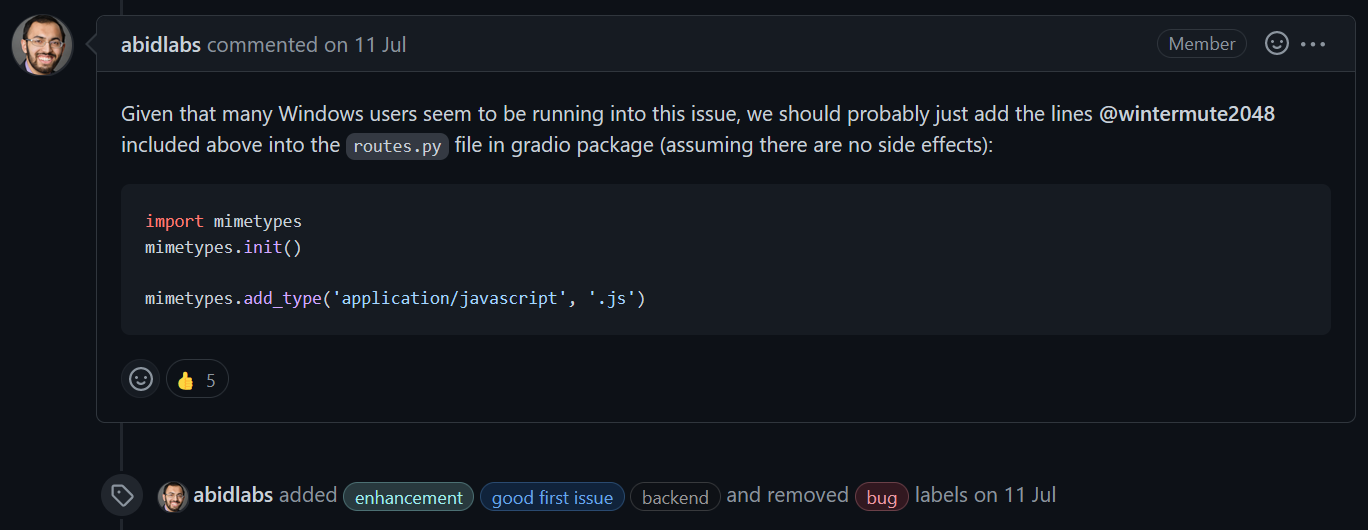 abidlabs commented on 11 Jul
Member
Given that many Windows users seem to be running into this issue, we should probably just add the lines @wintermute2048
included above into the routes.py file in gradio package (assuming there are no side effects):
import mimetypes
mimetypes.init()
mimetypes.add_type('application/javascript', '.js')
👍 5
abidlabs added enhancement good first issue backend and removed bug labels on 11 Jul